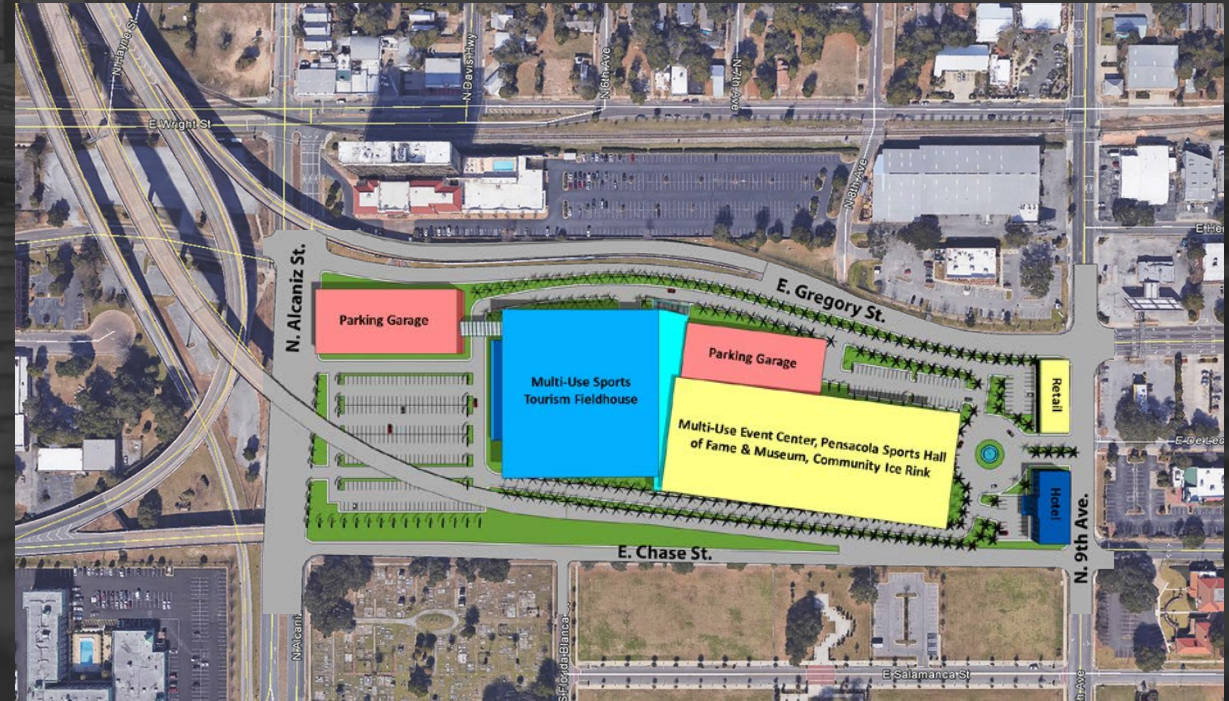 N Hayne St
N Davis Hwy
N 6th Ave
N 7th Ave
E Wright St
N 8th Ave
N. Alcaniz St.
E. Gregory St.
Parking Garage
Multi-Use Sports
Tourism Fieldhouse
Parking Garage
Multi-Use Event Center, Pensacola Sports Hall
of Fame & Museum, Community Ice Rink
Retail
Hotel
N. 9th Ave.
E. Chase St.
N Alcaniz
S Florida Blanca
E Salamanca St